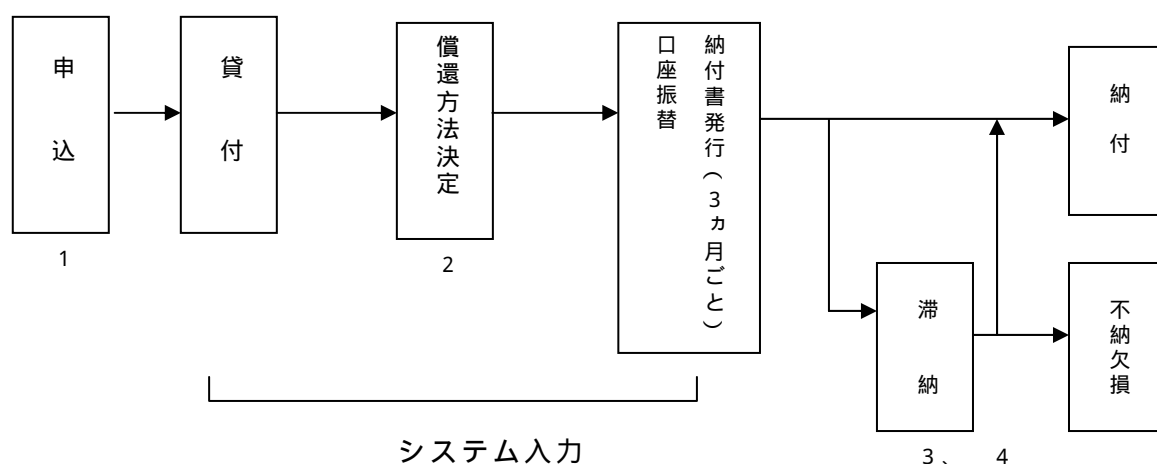 申込
貸付
償還方法決定
納付書発行(3ヵ月ごと)
口座振替
納付
滞納
不納欠損
1
2
3、 4
システム入力